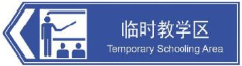 临时教学区
Temporary Schooling Area